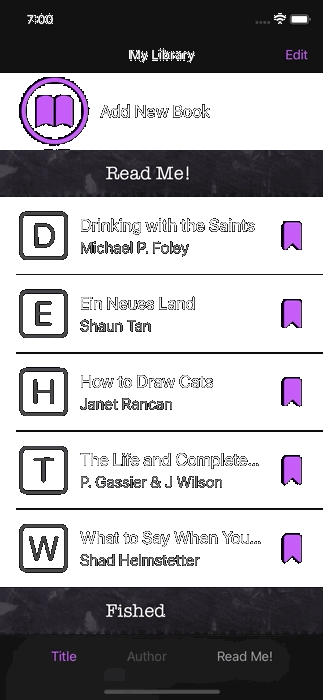 7:00
My Library
Edit
Add New Book
Read Me!
D
Drinking with the Saints
Michael P. Foley
E
Ein Neues Land
Shaun Tan
H
How to Draw Cats
Janet Rancan
T
The Life and Complete...
P. Gassier & J Wilson
W
What to Say When You...
Shad Helmstetter
Fished
Title
Author
Read Me!